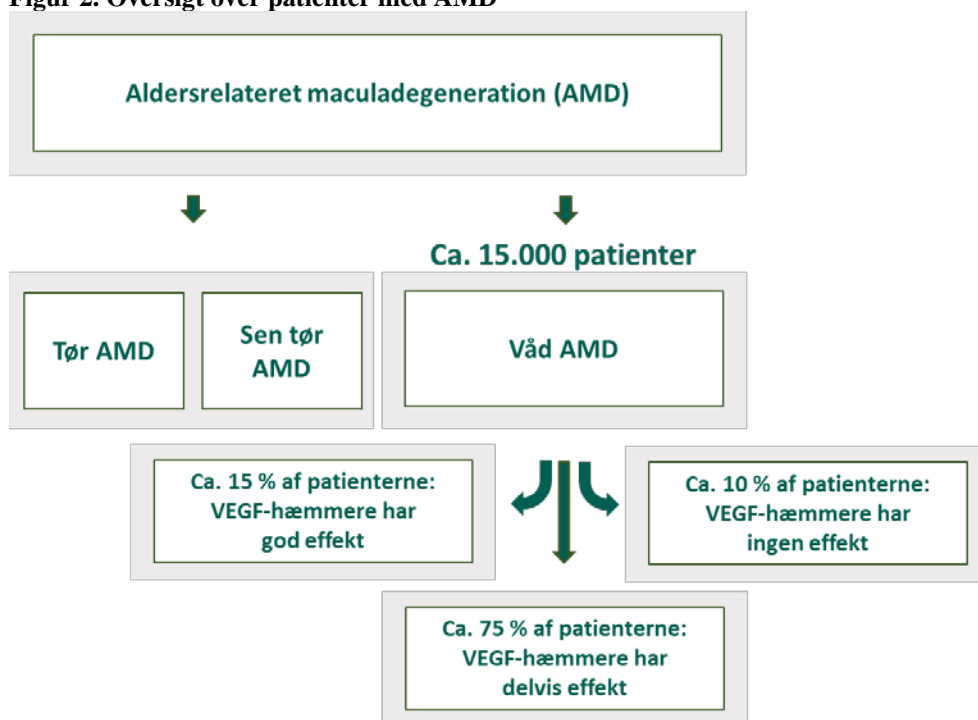 Figur 2. Oversigt over patienter med AMD
Aldersrelateret maculadegeneration (AMD)
Ca. 15.000 patienter
Tør AMD
Sen tør
AMD
Våd AMD
Ca. 15 % af patienterne:
VEGF-hæmmere har
god effekt
Ca. 10 % af patienterne:
VEGF-hæmmere har
ingen effekt
Ca. 75 % af patienterne:
VEGF-hæmmere har
delvis effekt